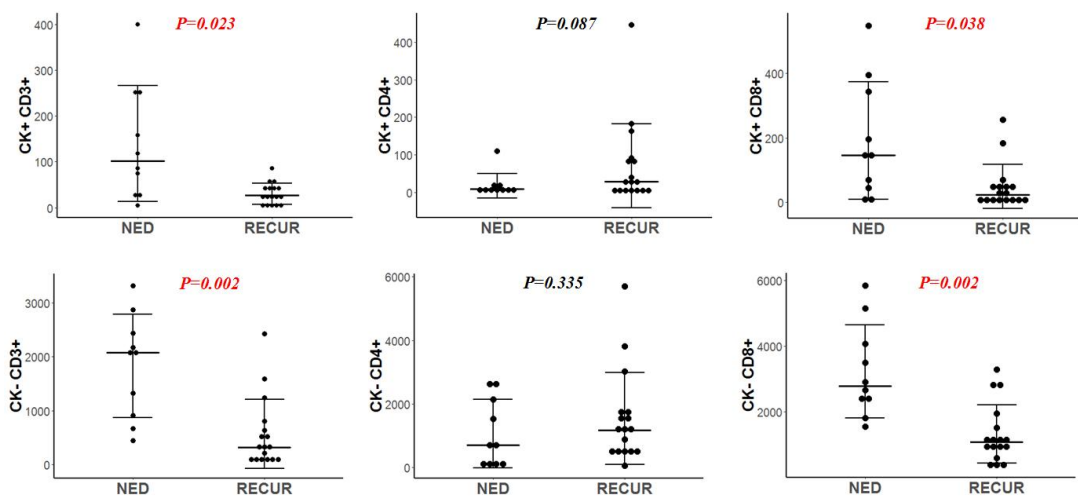 P=0.023
CK+ CD3+
400
300
200
100
0
NED RECUR
P=0.087
CK+ CD4+
400
300
200
100
0
NED RECUR
P=0.038
CK+ CD8+
400
200
0
NED RECUR
P=0.002
CK- CD3+
3000
2000
1000
0
NED RECUR
P=0.335
CK- CD4+
6000
4000
2000
0
NED RECUR
P=0.002
CK- CD8+
6000
4000
2000
NED RECUR